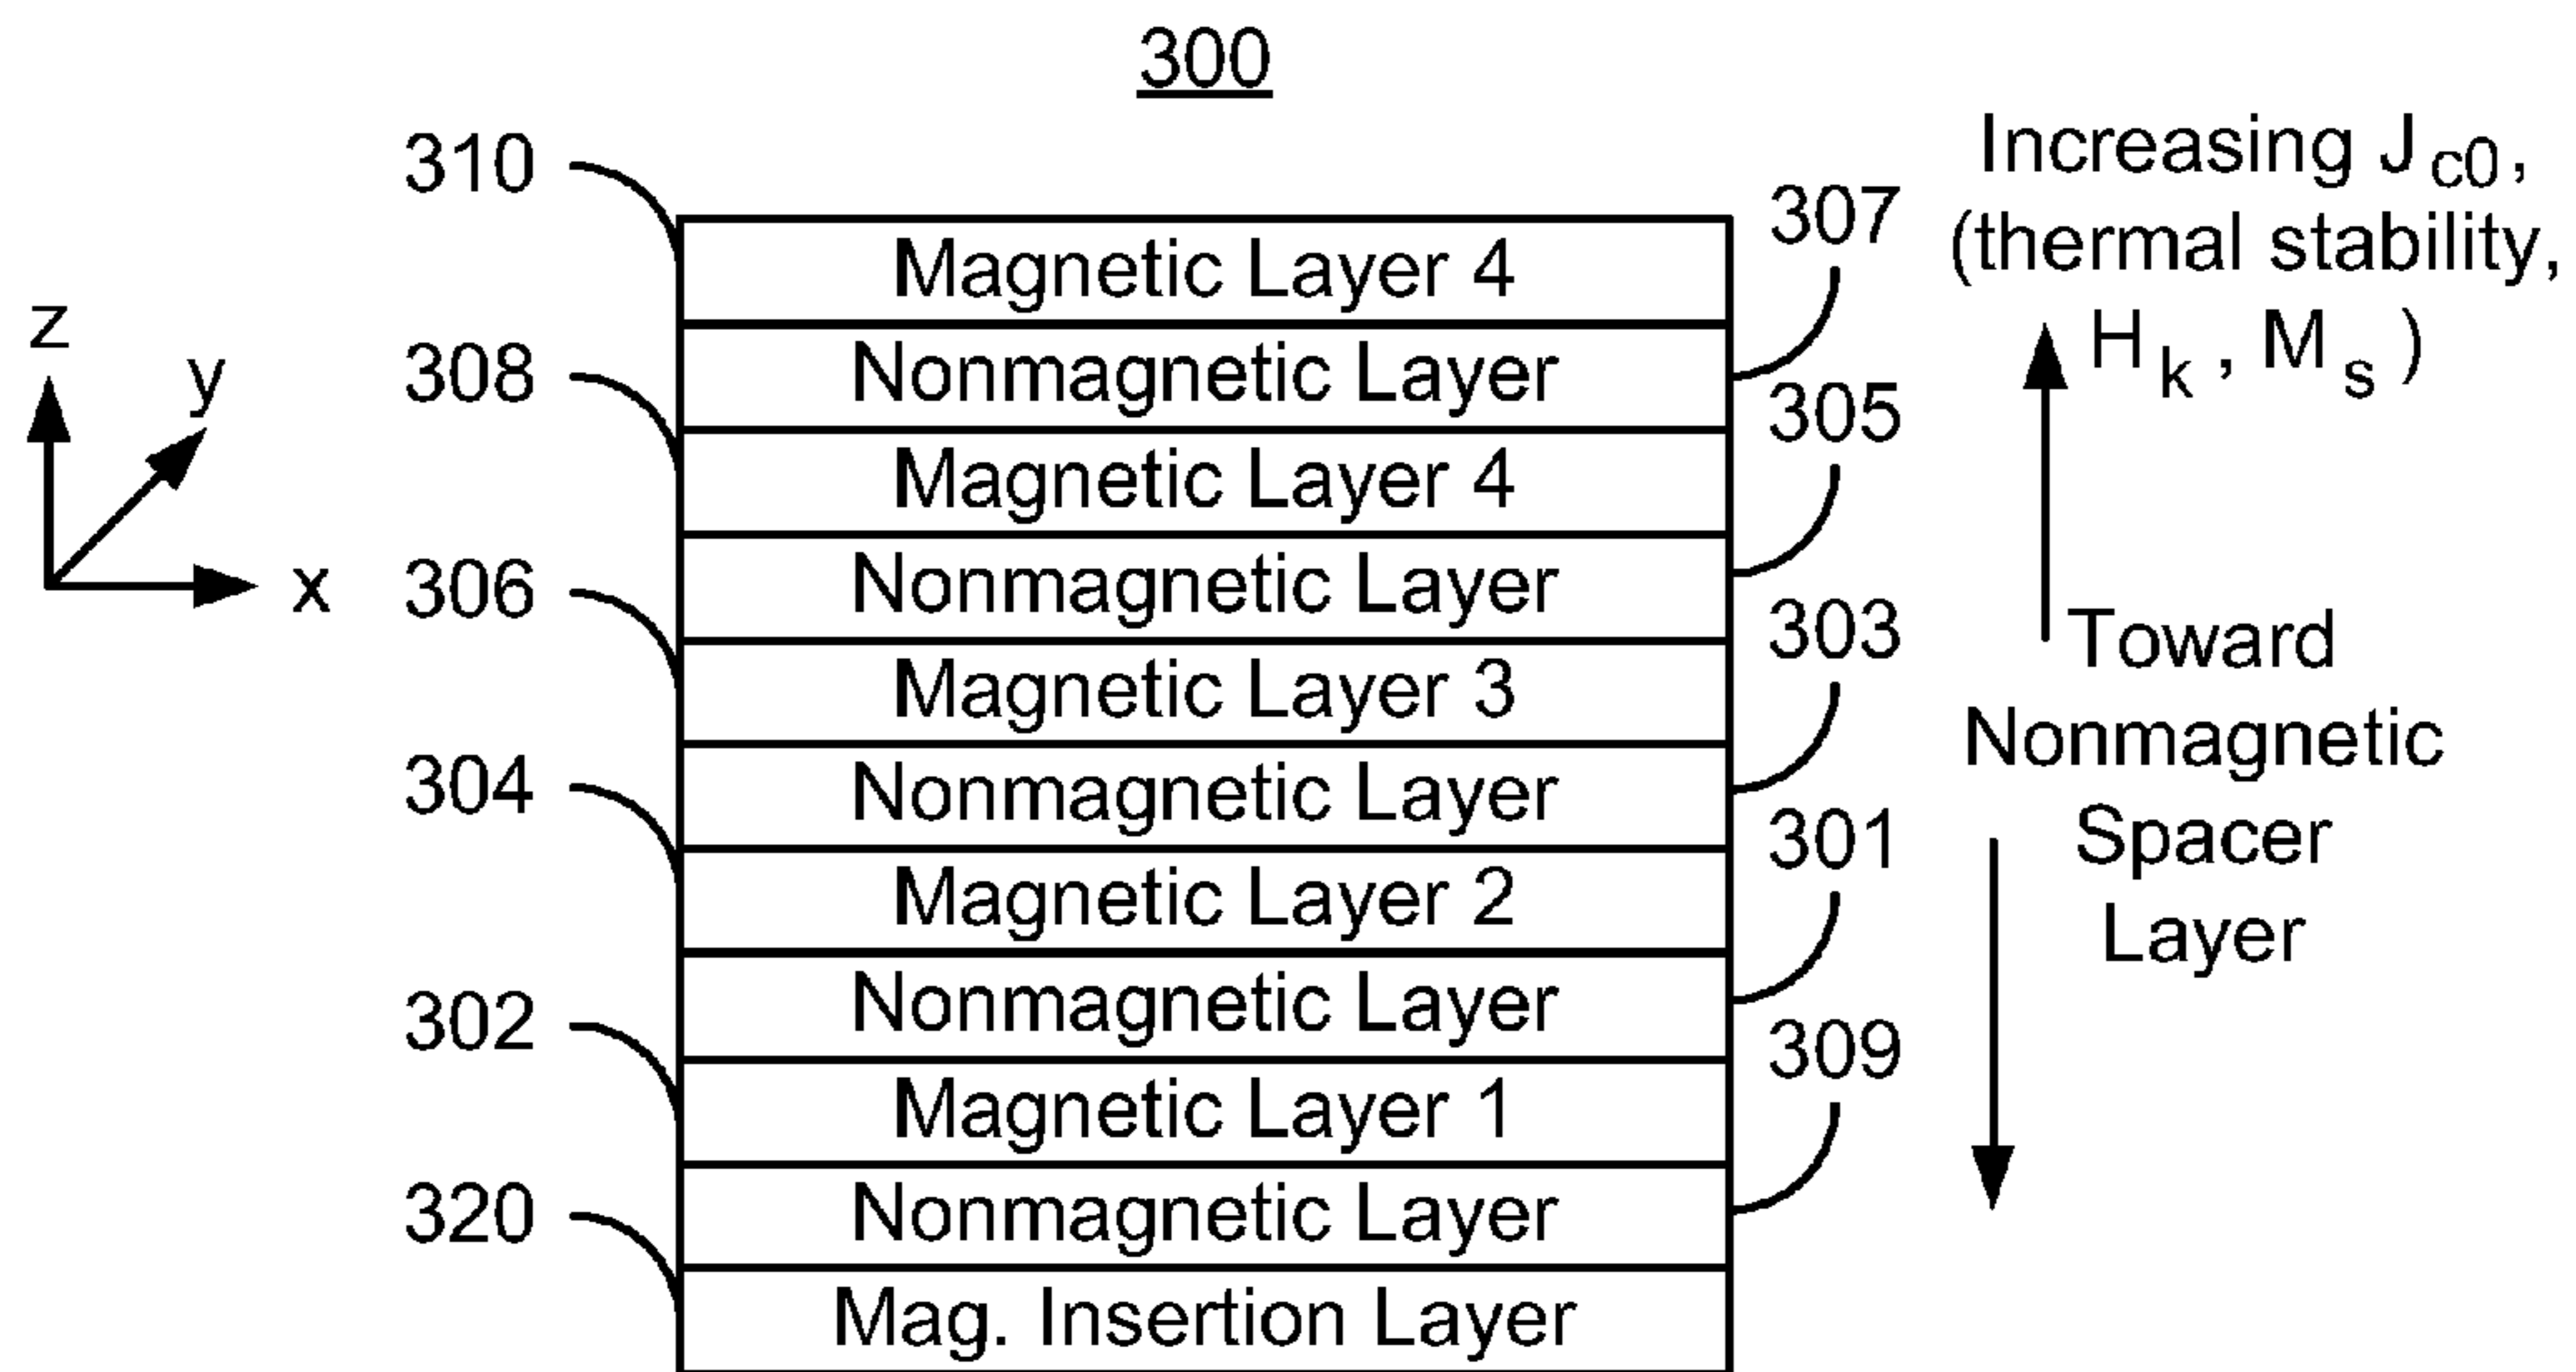 300
310
308
306
304
302
320
z
y
x
Magnetic Layer 4
Nonmagnetic Layer
Magnetic Layer 4
Nonmagnetic Layer
Magnetic Layer 3
Nonmagnetic Layer
Magnetic Layer 2
Nonmagnetic Layer
Magnetic Layer 1
Nonmagnetic Layer
Mag. Insertion Layer
307
305
303
301
309
Increasing J c0 ,
(thermal stability,
H k , M s )
Toward
Nonmagnetic
Spacer
Layer